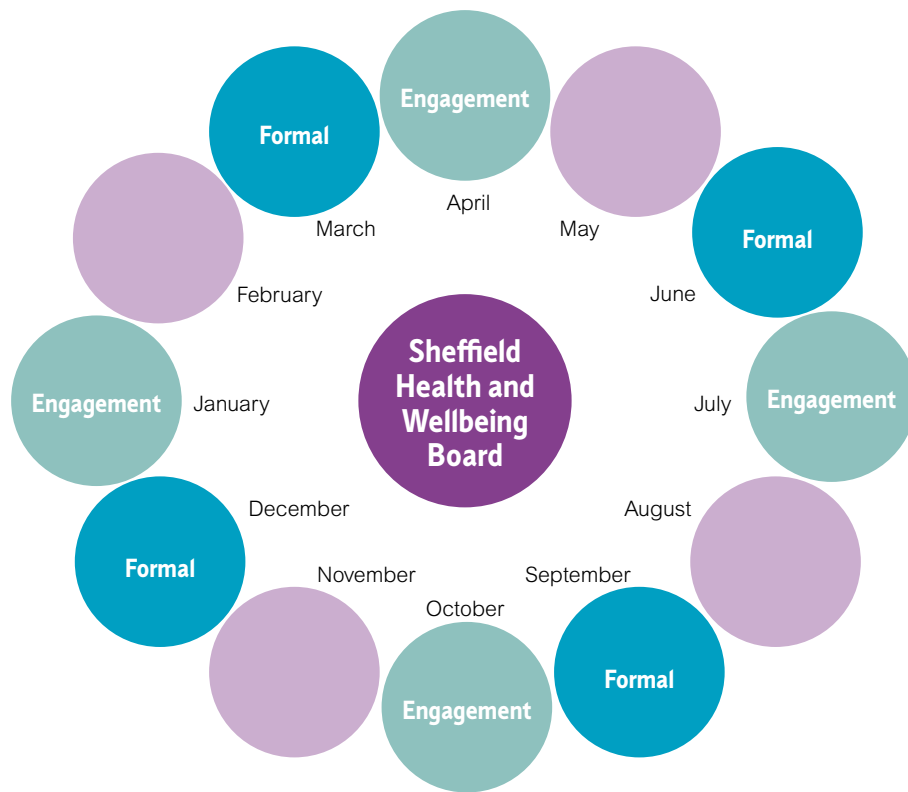 Engagement
Formal
April
March
May
Formal
February
June
Sheffield
Health and
Wellbeing
Board
Engagement
January
July
Engagement
December
August
Formal
November
September
October
Formal
Engagement